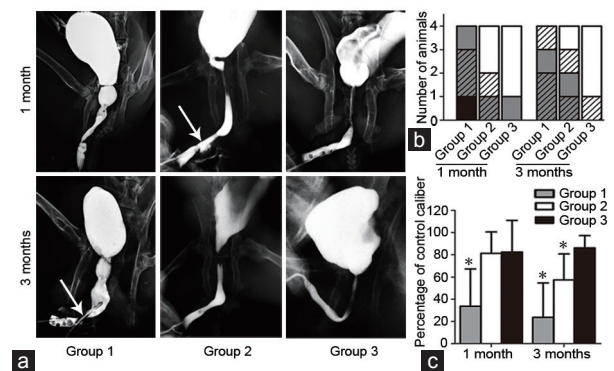 1 month
3 months
Group 1
Group 2
Group 3
a
Number of animals
4
3
2
1
0
Group 1
Group 2
Group 3
Group 1
Group 2
Group 3
1 month
3 months
b
Group 1
Group 2
Group 3
Percentage of control caliber
120
100
80
60
40
20
0
*
*
*
1 month
3 months
c